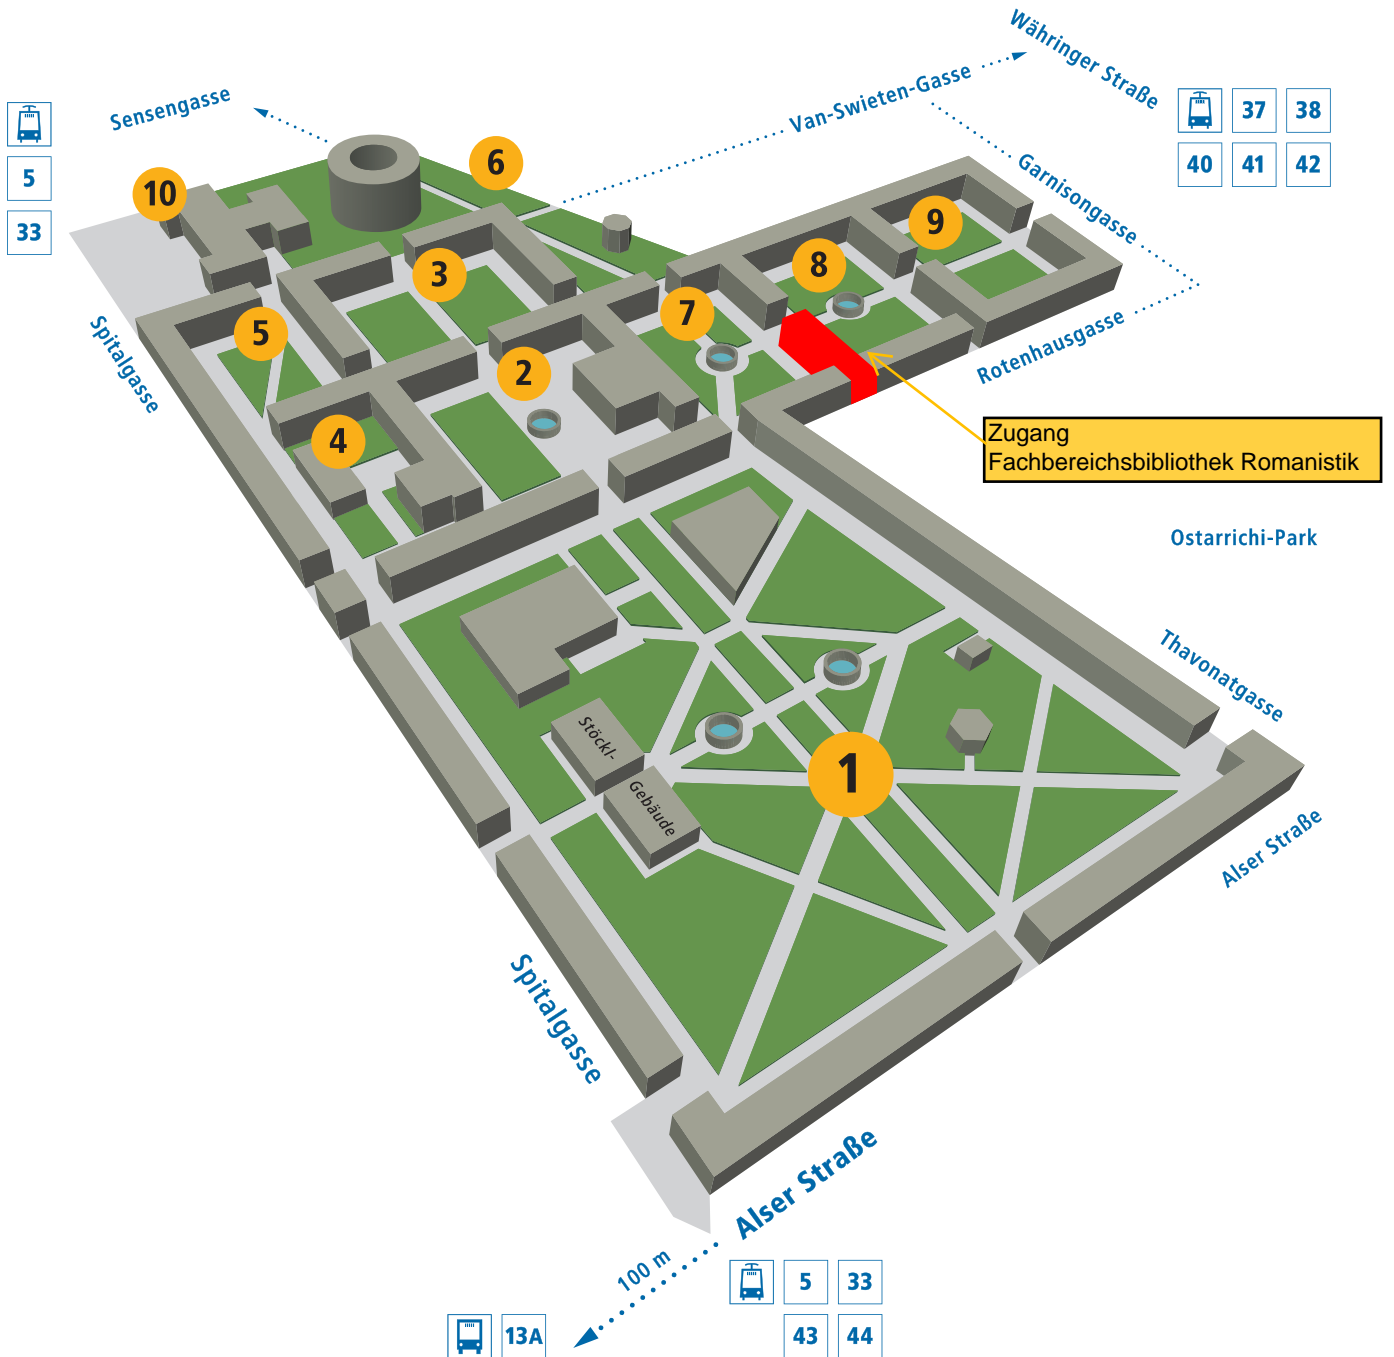 Währinger Straße
37
38
40
41
42
Van-Swieten-Gasse
Sensengasse
5
33
Garnisongasse
6
10
9
8
3
7
5
2
4
Spitalgasse
Rotenhausgasse
Zugang
Fachbereichsbibliothek Romanistik
Ostarrichi-Park
Thavonatgasse
Stöckl-
Gebäude
1
Alser Straße
Spitalgasse
Alser Straße
100 m
5
33
13A
43
44